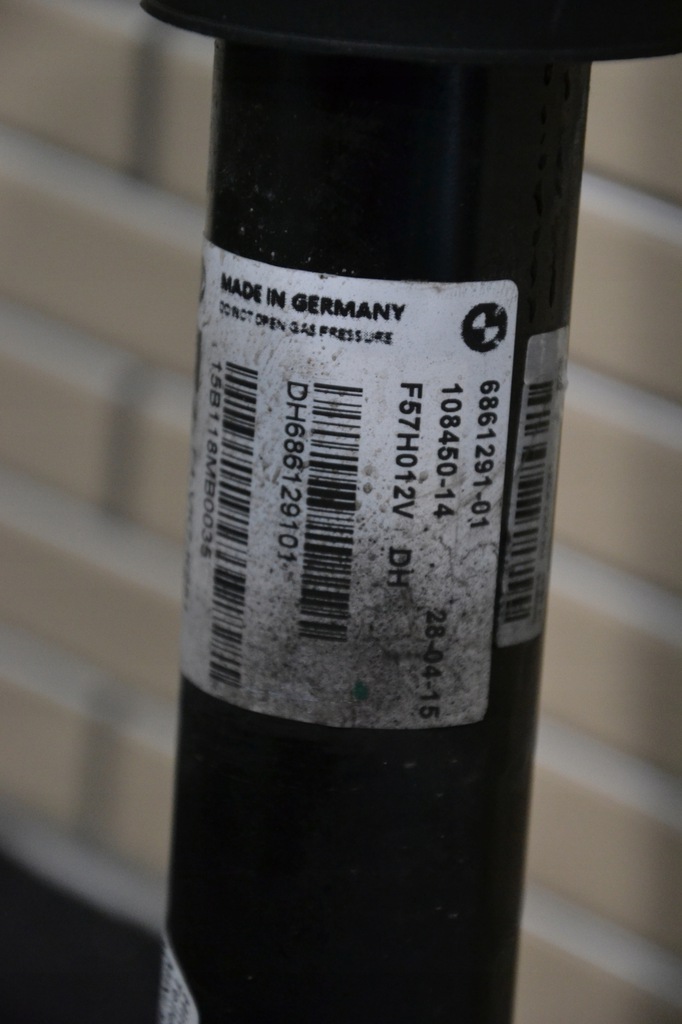 MADE IN GERMANY
DO NOT OPEN GAS PRESSURE
6861291-01
108450-14 28-04-15
F57H012V DH
DH686129101
15B118MB0035